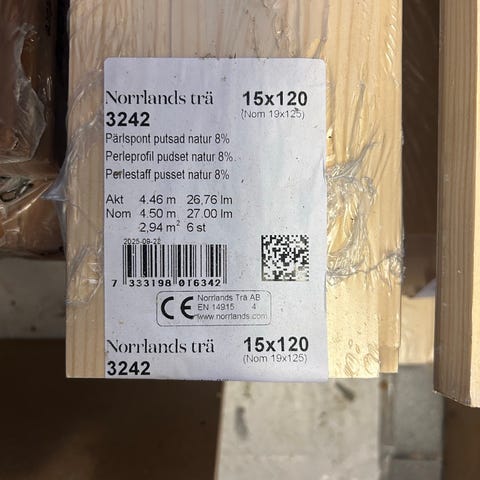 Norrlands trä 15x120
3242 (Nom 19x125)
Pärlspont putsad natur 8%
Perleprofil pudset natur 8%
Perlestaff pusset natur 8%
Akt 4.46 m 26,76 lm
Nom 4.50 m 27.00 lm
2,94 m² 6 st
2025-09-22
7 333198 016342
CE Norrlands Trä AB
EN 14915 4
www.norrlands.com
Norrlands trä 15x120
3242 (Nom 19x125)